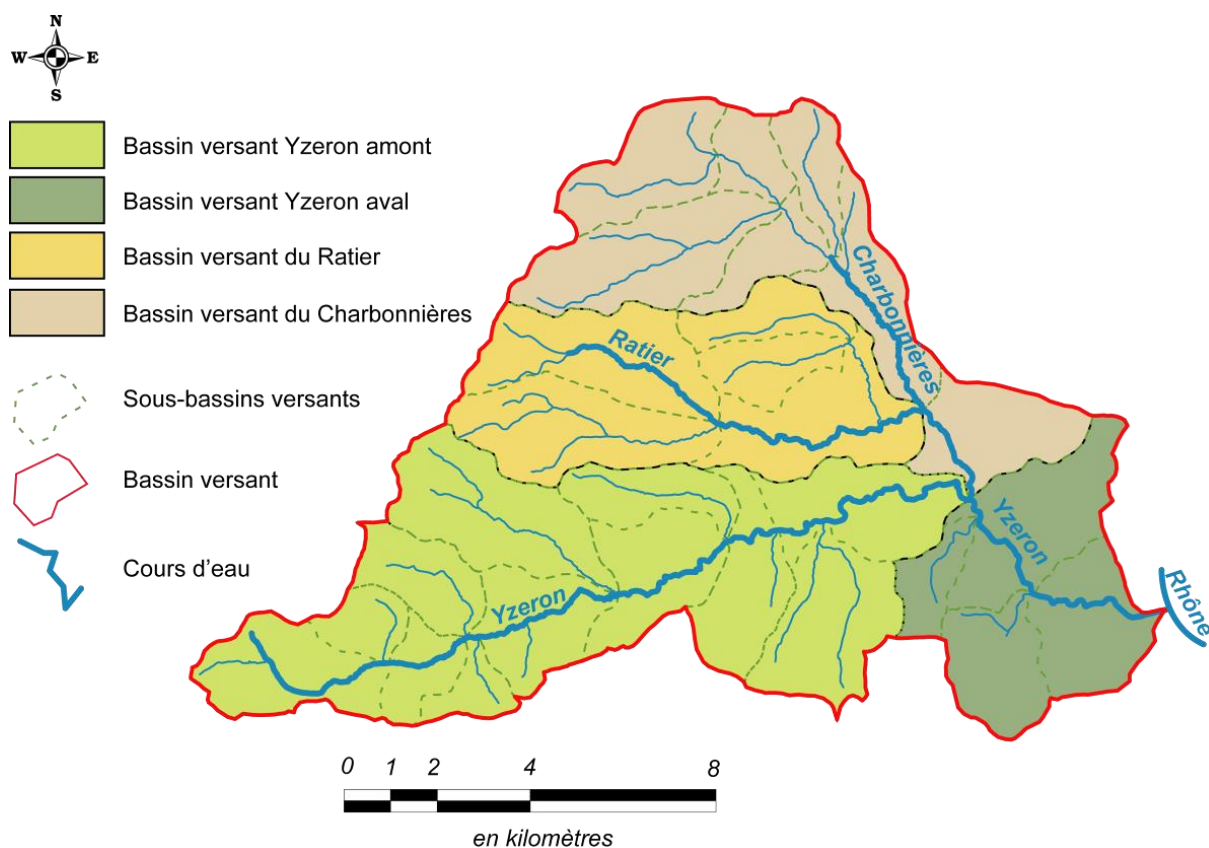 N
W E
S
Bassin versant Yzeron amont
Bassin versant Yzeron aval
Bassin versant du Ratier
Bassin versant du Charbonnières
Sous-bassins versants
Bassin versant
Cours d'eau
Charbonnières
Ratier
Yzeron
Yzeron
Rhône
0 1 2 4 8
en kilomètres